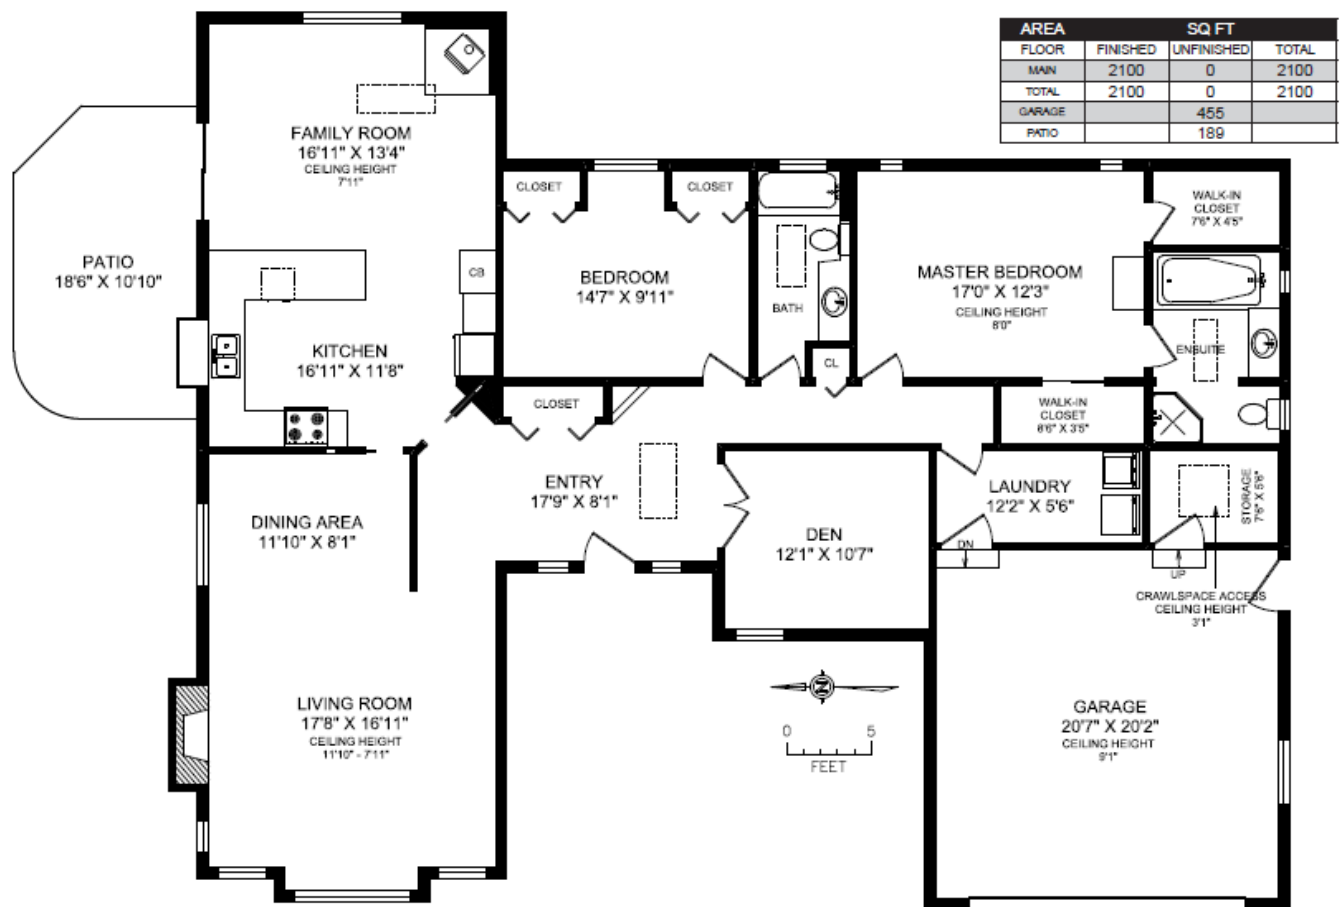 AREA SQ FT
FLOOR FINISHED UNFINISHED TOTAL
MAIN 2100 0 2100
TOTAL 2100 0 2100
GARAGE 455
PATIO 189
FAMILY ROOM
16'11" X 13'4"
CEILING HEIGHT
7'11"
PATIO
18'6" X 10'10"
CB
KITCHEN
16'11" X 11'8"
CLOSET
CLOSET
BEDROOM
14'7" X 9'11"
BATH
CL
MASTER BEDROOM
17'0" X 12'3"
CEILING HEIGHT
8'0"
WALK-IN
CLOSET
7'6" X 4'5"
ENSUITE
WALK-IN
CLOSET
8'6" X 3'5"
CLOSET
ENTRY
17'9" X 8'1"
DINING AREA
11'10" X 8'1"
DEN
12'1" X 10'7"
LAUNDRY
12'2" X 5'6"
DN
STORAGE
7'6" X 5'6"
UP
CRAWLSPACE ACCESS
CEILING HEIGHT
3'1"
LIVING ROOM
17'8" X 16'11"
CEILING HEIGHT
11'10" - 7'11"
N
0 5
FEET
GARAGE
20'7" X 20'2"
CEILING HEIGHT
9'1"